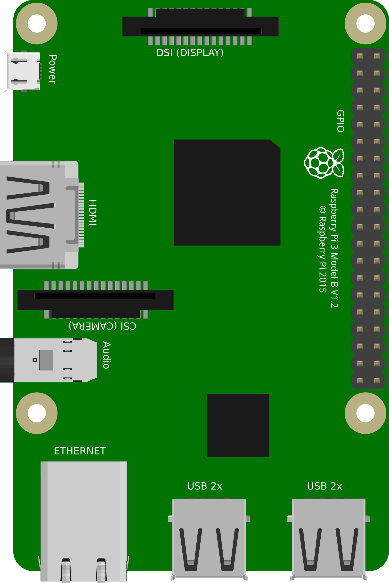 DSI (DISPLAY)
Power
GPIO
HDMI
Raspberry Pi 3 Model B V1.2
© Raspberry Pi 2015
CSI (CAMERA)
Audio
ETHERNET
USB 2x
USB 2x